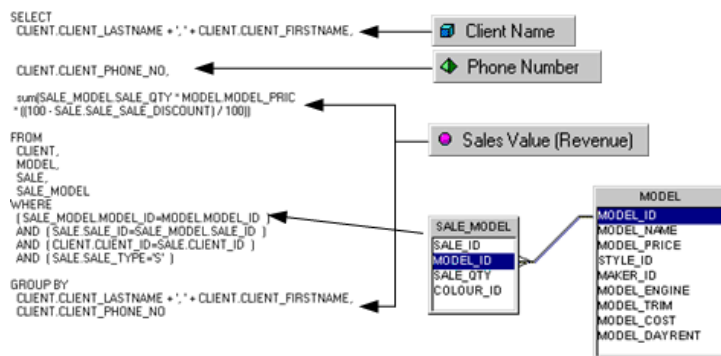 SELECT
CLIENT.CLIENT_LASTNAME + ', ' + CLIENT.CLIENT_FIRSTNAME,
CLIENT.CLIENT_PHONE_NO,
sum(SALE_MODEL.SALE_QTY * MODEL.MODEL_PRIC
* ((100 - SALE.SALE_SALE_DISCOUNT) / 100))
FROM
CLIENT,
MODEL,
SALE,
SALE_MODEL
WHERE
( SALE_MODEL.MODEL_ID=MODEL.MODEL_ID )
AND ( SALE.SALE_ID=SALE_MODEL.SALE_ID )
AND ( CLIENT.CLIENT_ID=SALE.CLIENT_ID )
AND ( SALE.SALE_TYPE='S' )
GROUP BY
CLIENT.CLIENT_LASTNAME + ', ' + CLIENT.CLIENT_FIRSTNAME,
CLIENT.CLIENT_PHONE_NO
Client Name
Phone Number
Sales Value (Revenue)
SALE_MODEL
SALE_ID
MODEL_ID
SALE_QTY
COLOUR_ID
MODEL
MODEL_ID
MODEL_NAME
MODEL_PRICE
STYLE_ID
MAKER_ID
MODEL_ENGINE
MODEL_TRIM
MODEL_COST
MODEL_DAYRENT